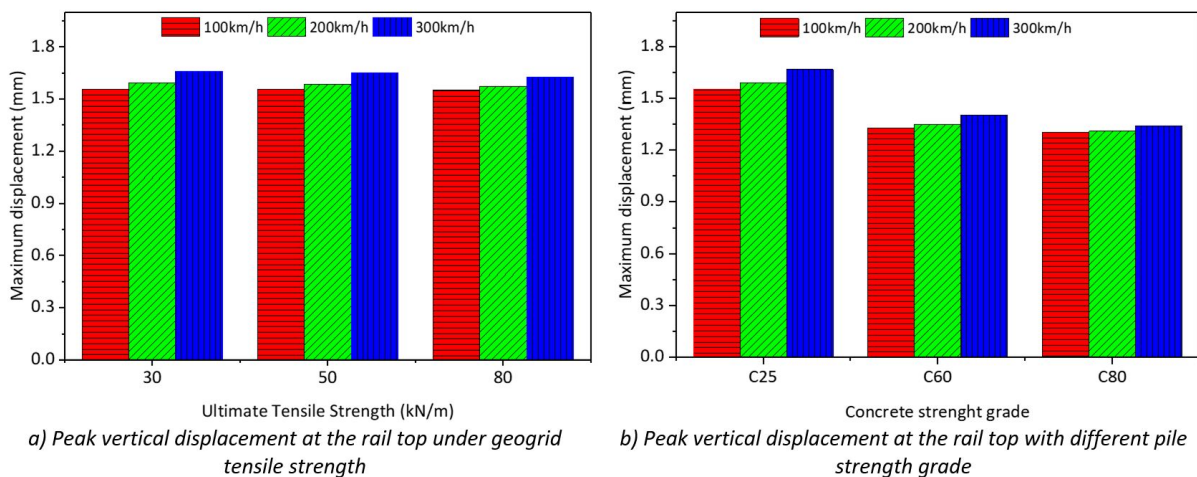 100km/h 200km/h 300km/h
1.8
1.5
1.2
0.9
0.6
0.3
0.0
Maximum displacement (mm)
30 50 80
Ultimate Tensile Strength (kN/m)
a) Peak vertical displacement at the rail top under geogrid
tensile strength
100km/h 200km/h 300km/h
1.8
1.5
1.2
0.9
0.6
0.3
0.0
Maximum displacement (mm)
C25 C60 C80
Concrete strenght grade
b) Peak vertical displacement at the rail top with different pile
strength grade